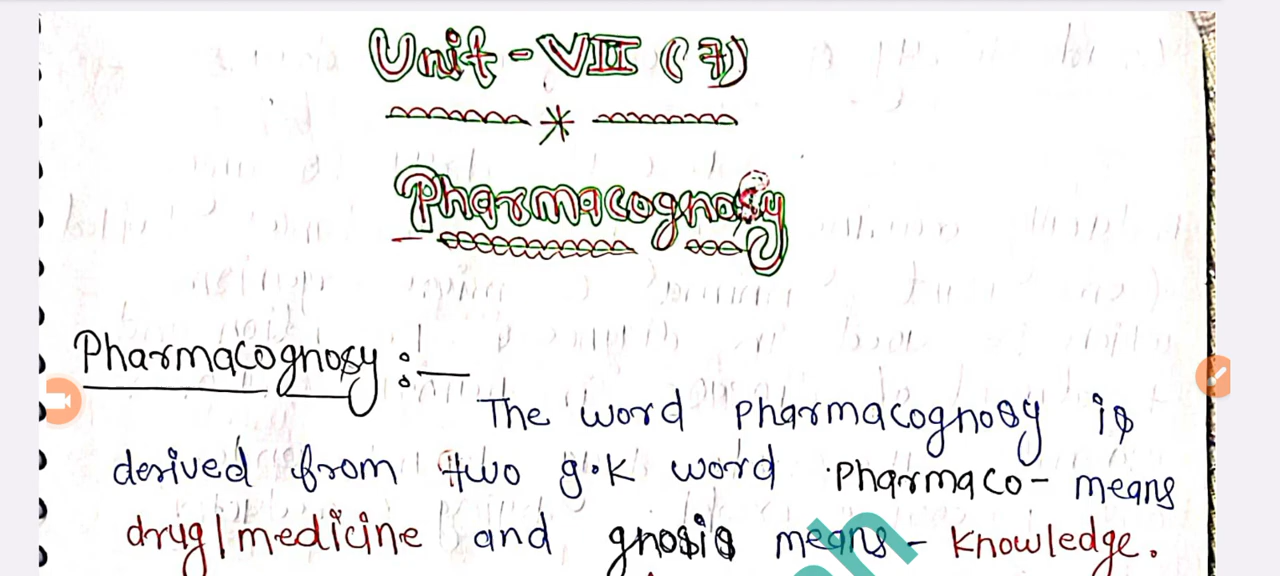 Unit - VII (7)
Pharmacognosy
Pharmacognosy :—
The word Pharmacognosy is
derived from two g.k word Pharmaco - means
drug/medicine and gnosis means - knowledge.